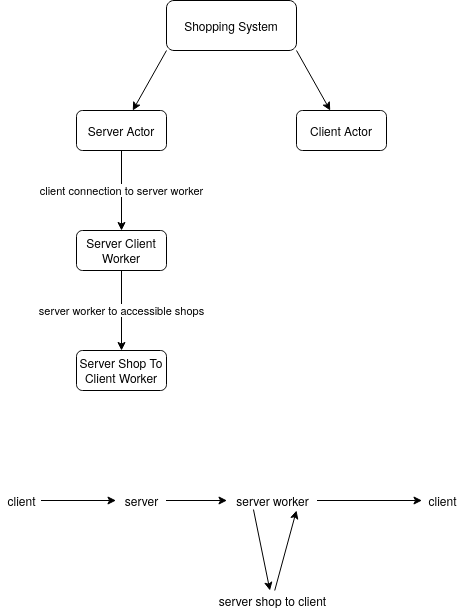 Shopping System
Server Actor
Client Actor
client connection to server worker
Server Client
Worker
server worker to accessible shops
Server Shop To
Client Worker
client
server
server worker
client
server shop to client